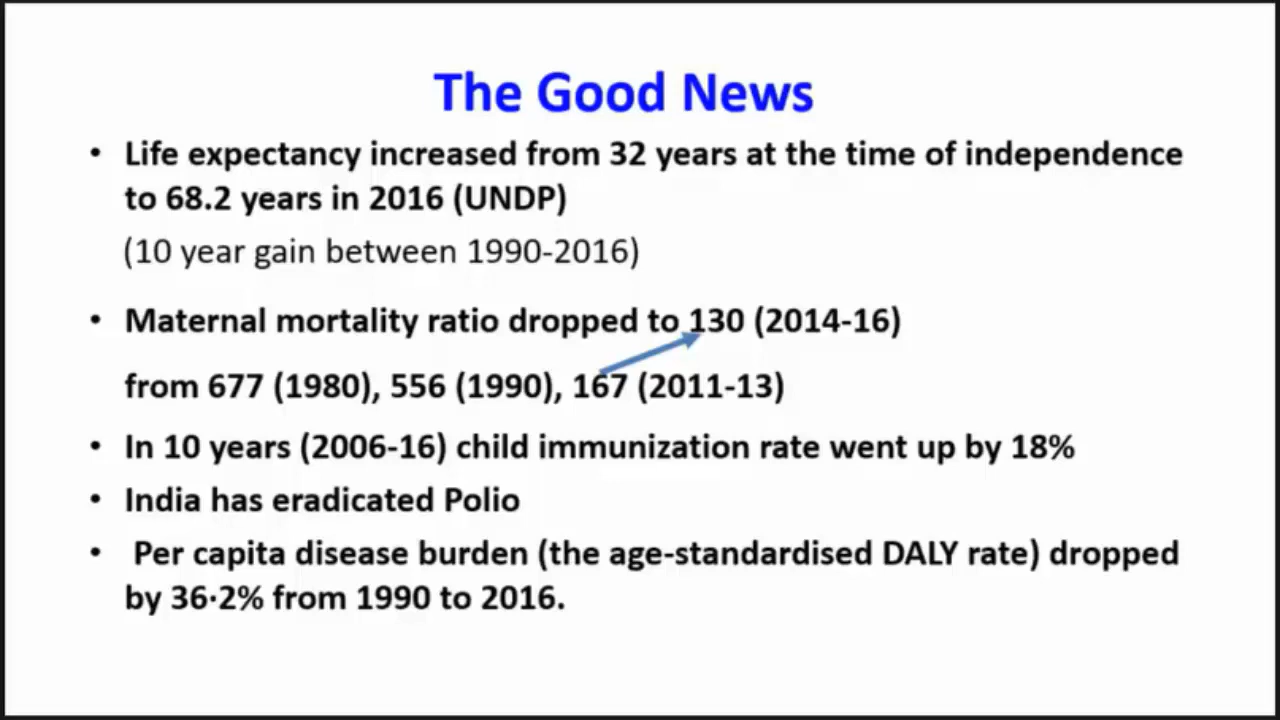 The Good News
• Life expectancy increased from 32 years at the time of independence
to 68.2 years in 2016 (UNDP)
(10 year gain between 1990-2016)
• Maternal mortality ratio dropped to 130 (2014-16)
from 677 (1980), 556 (1990), 167 (2011-13)
• In 10 years (2006-16) child immunization rate went up by 18%
• India has eradicated Polio
• Per capita disease burden (the age-standardised DALY rate) dropped
by 36·2% from 1990 to 2016.